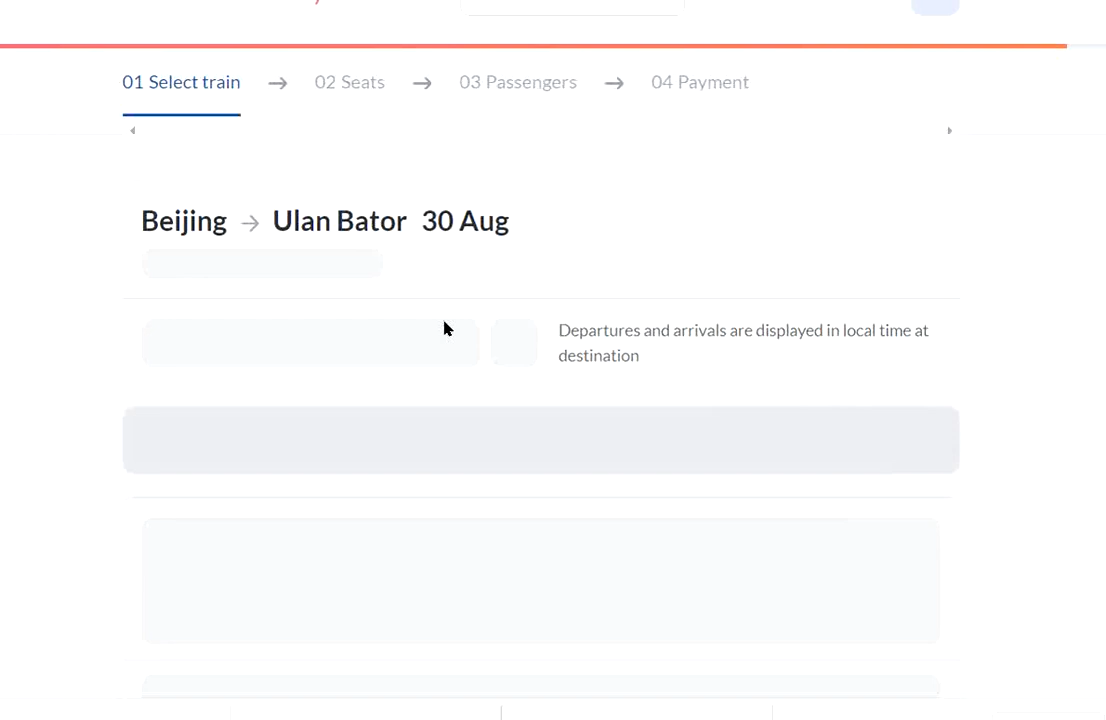 01 Select train → 02 Seats → 03 Passengers → 04 Payment
Beijing → Ulan Bator 30 Aug
Departures and arrivals are displayed in local time at
destination